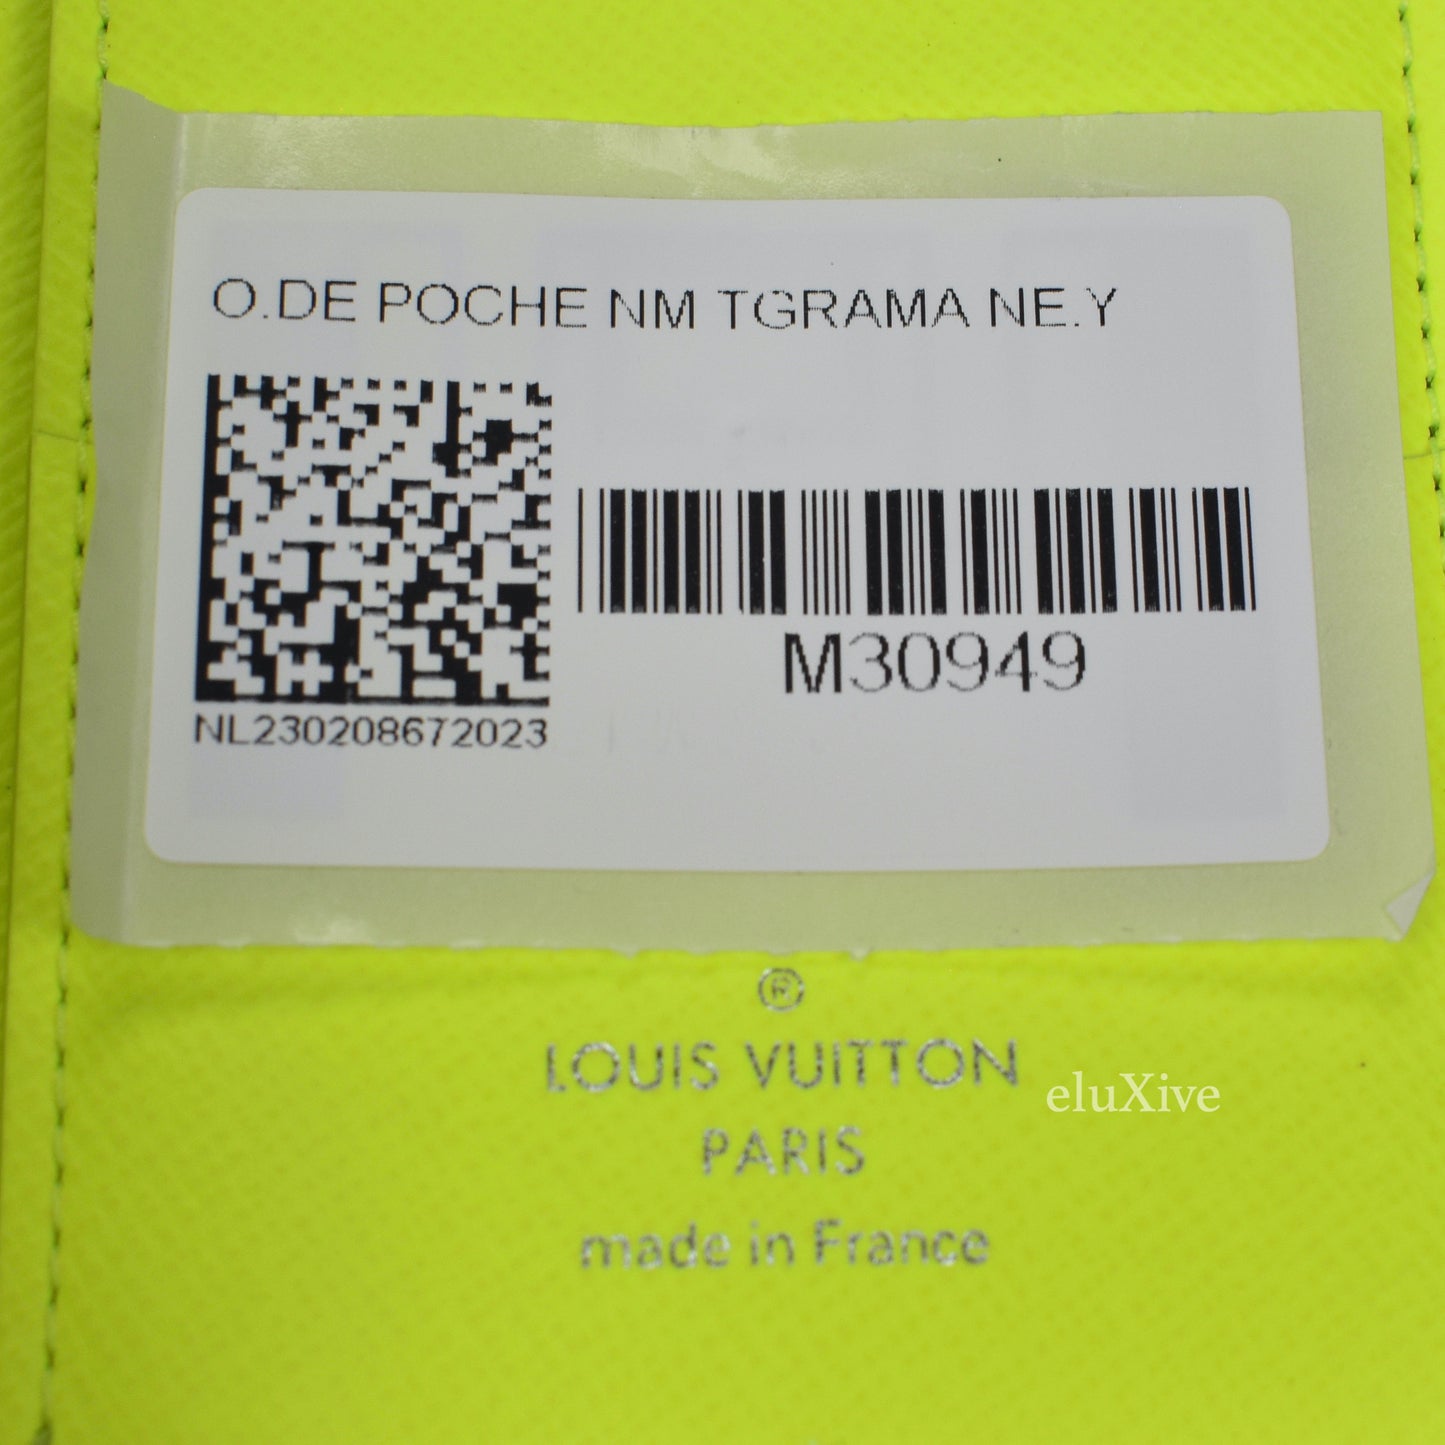 O.DE POCHE NM TGRAMA NE.Y
M30949
NL230208672023
®
LOUIS VUITTON
PARIS
made in France
eluXive